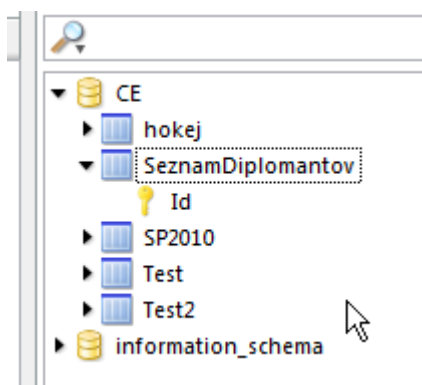 CE
hokej
SeznamDiplomantov
Id
SP2010
Test
Test2
information_schema